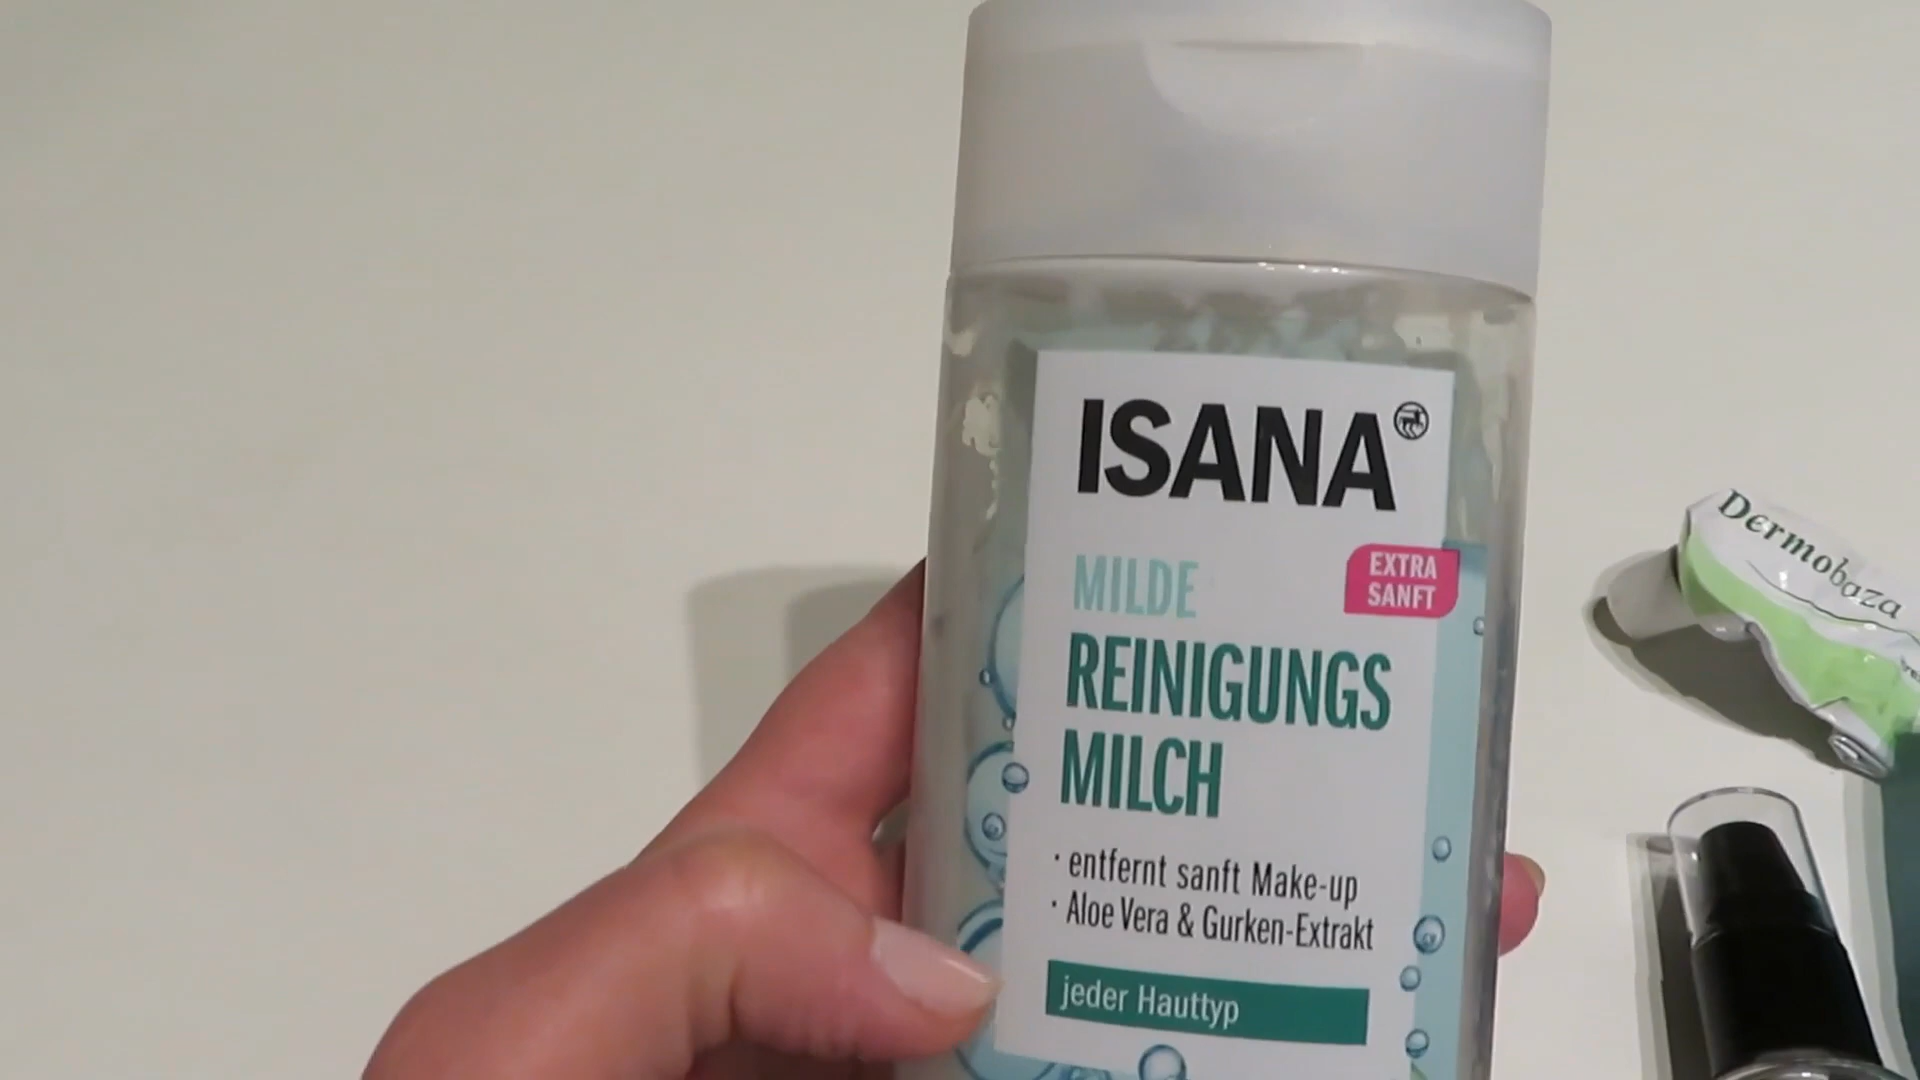 ISANA
MILDE
EXTRA
SANFT
REINIGUNGS
MILCH
· entfernt sanft Make-up
· Aloe Vera & Gurken-Extrakt
jeder Hauttyp
Dermobaza